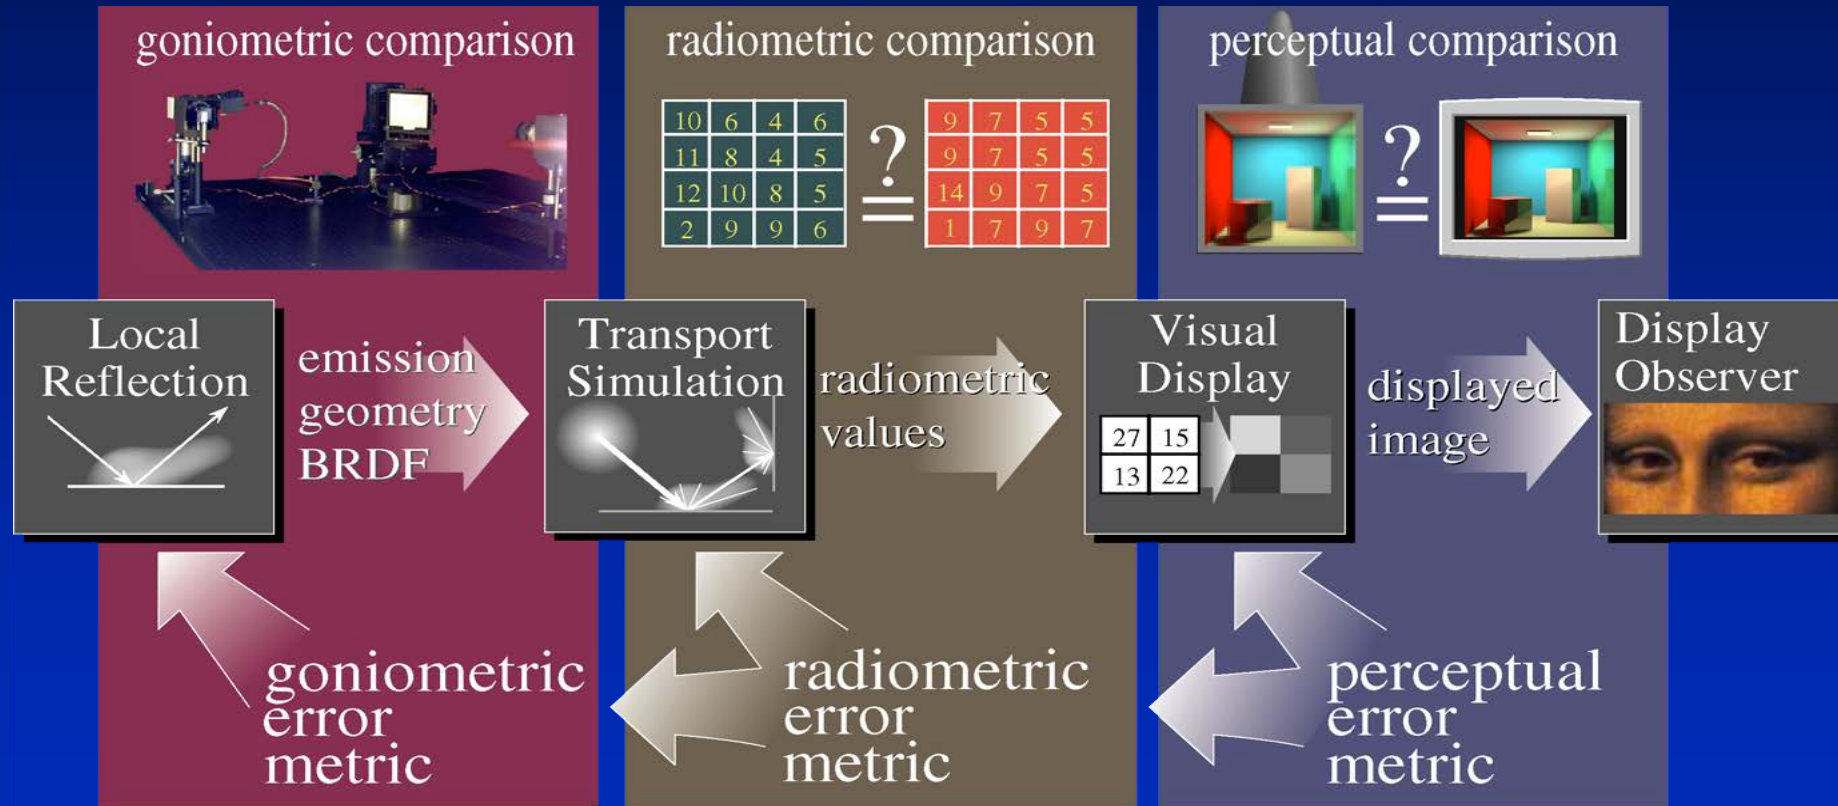 goniometric comparison
radiometric comparison
perceptual comparison
10 6 4 6
11 8 4 5
12 10 8 5
2 9 9 6
?
=
9 7 5 5
9 7 5 5
14 9 7 5
1 7 9 7
?
=
Local
Reflection
emission
geometry
BRDF
Transport
Simulation
radiometric
values
Visual
Display
27 15
13 22
displayed
image
Display
Observer
goniometric
error
metric
radiometric
error
metric
perceptual
error
metric